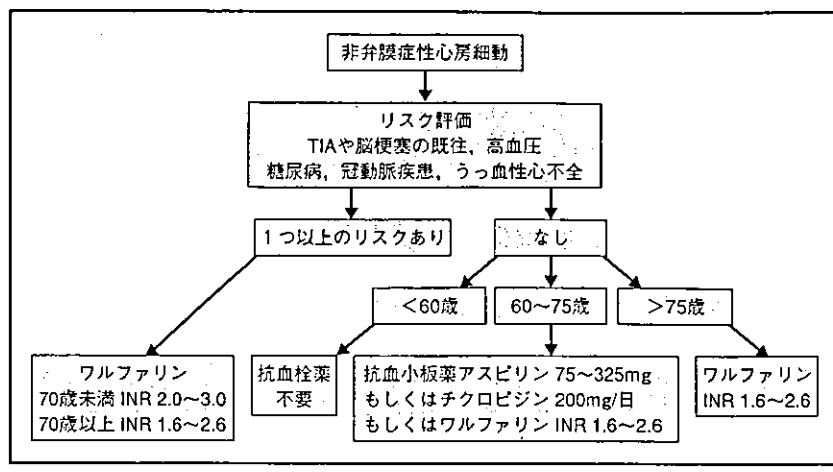 非弁膜症性心房細動
リスク評価
TIAや脳梗塞の既往，高血圧
糖尿病，冠動脈疾患，うっ血性心不全
1つ以上のリスクあり
なし
＜60歳
60～75歳
＞75歳
ワルファリン
70歳未満 INR 2.0～3.0
70歳以上 INR 1.6～2.6
抗血栓薬
不要
抗血小板薬アスピリン 75～325mg
もしくはチクロピジン 200mg/日
もしくはワルファリン INR 1.6～2.6
ワルファリン
INR 1.6～2.6